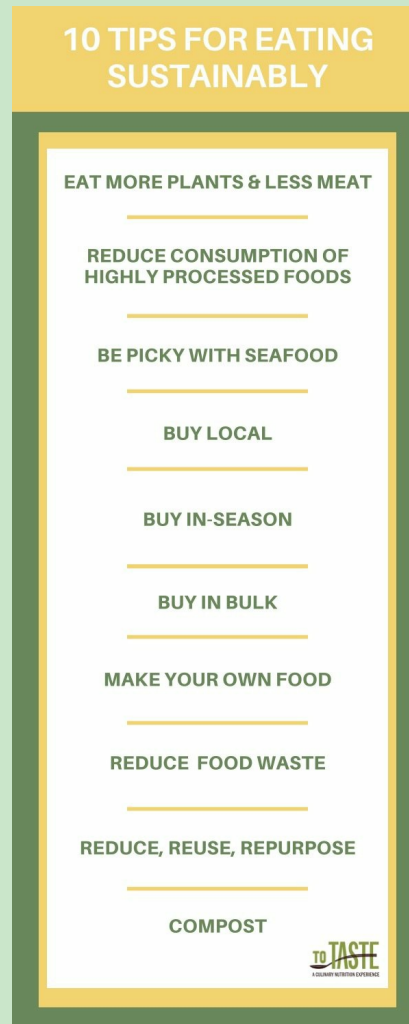 10 TIPS FOR EATING
SUSTAINABLY
EAT MORE PLANTS & LESS MEAT
REDUCE CONSUMPTION OF
HIGHLY PROCESSED FOODS
BE PICKY WITH SEAFOOD
BUY LOCAL
BUY IN-SEASON
BUY IN BULK
MAKE YOUR OWN FOOD
REDUCE FOOD WASTE
REDUCE, REUSE, REPURPOSE
COMPOST
TO TASTE
A CULINARY NUTRITION EXPERIENCE